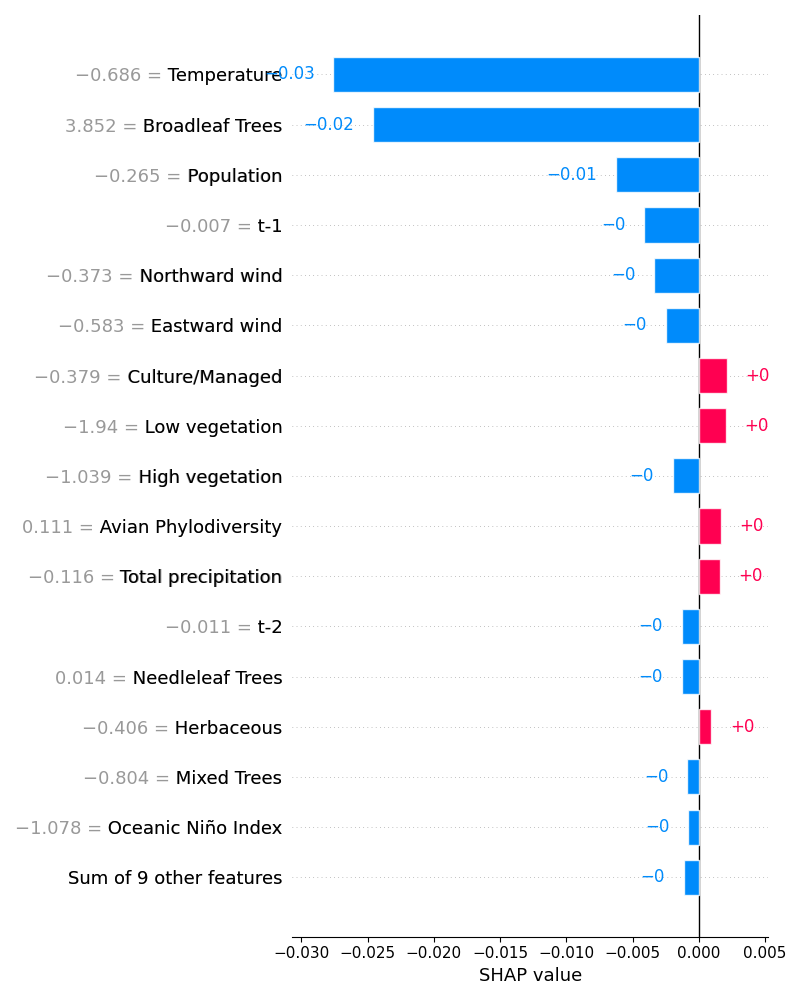 −0.686 = Temperature −0.03
3.852 = Broadleaf Trees −0.02
−0.265 = Population −0.01
−0.007 = t-1 −0
−0.373 = Northward wind −0
−0.583 = Eastward wind −0
−0.379 = Culture/Managed +0
−1.94 = Low vegetation +0
−1.039 = High vegetation −0
0.111 = Avian Phylodiversity +0
−0.116 = Total precipitation +0
−0.011 = t-2 −0
0.014 = Needleleaf Trees −0
−0.406 = Herbaceous +0
−0.804 = Mixed Trees −0
−1.078 = Oceanic Niño Index −0
Sum of 9 other features −0
−0.030 −0.025 −0.020 −0.015 −0.010 −0.005 0.000 0.005
SHAP value